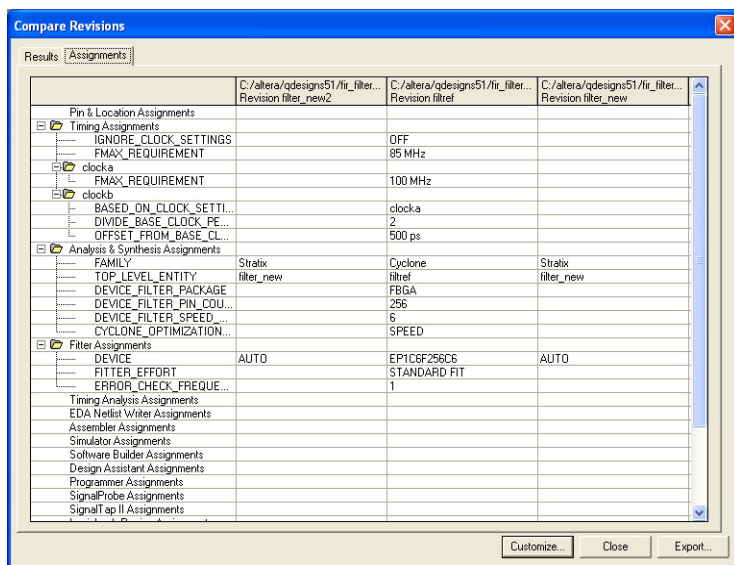 Compare Revisions
Results Assignments
C:/altera/qdesigns51/fir_filter... C:/altera/qdesigns51/fir_filter... C:/altera/qdesigns51/fir_filter...
Revision filter_new2 Revision filtref Revision filter_new
Pin & Location Assignments
Timing Assignments
IGNORE_CLOCK_SETTINGS OFF
FMAX_REQUIREMENT 85 MHz
clocka
FMAX_REQUIREMENT 100 MHz
clockb
BASED_ON_CLOCK_SETTI... clocka
DIVIDE_BASE_CLOCK_PE... 2
OFFSET_FROM_BASE_CL... 500 ps
Analysis & Synthesis Assignments
FAMILY Stratix Cyclone Stratix
TOP_LEVEL_ENTITY filter_new filtref filter_new
DEVICE_FILTER_PACKAGE FBGA
DEVICE_FILTER_PIN_COU... 256
DEVICE_FILTER_SPEED_... 6
CYCLONE_OPTIMIZATION... SPEED
Fitter Assignments
DEVICE AUTO EP1C6F256C6 AUTO
FITTER_EFFORT STANDARD FIT
ERROR_CHECK_FREQUE... 1
Timing Analysis Assignments
EDA Netlist Writer Assignments
Assembler Assignments
Simulator Assignments
Software Builder Assignments
Design Assistant Assignments
Programmer Assignments
SignalProbe Assignments
SignalTap II Assignments
Customize... Close Export...